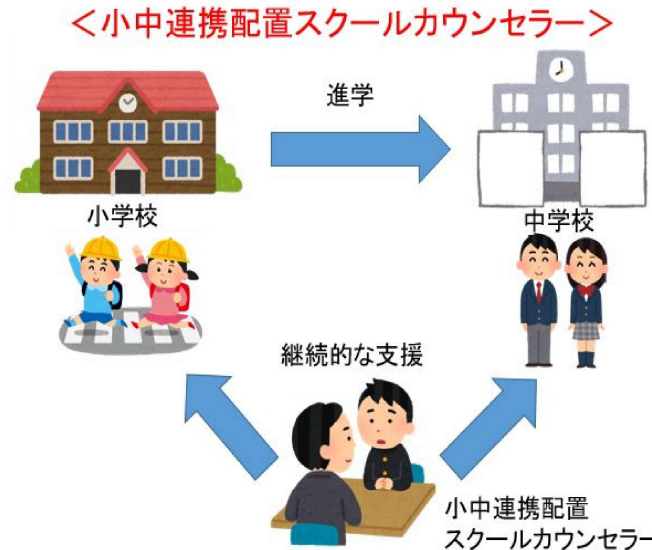 ＜小中連携配置スクールカウンセラー＞
進学
小学校
中学校
継続的な支援
小中連携配置
スクールカウンセラー